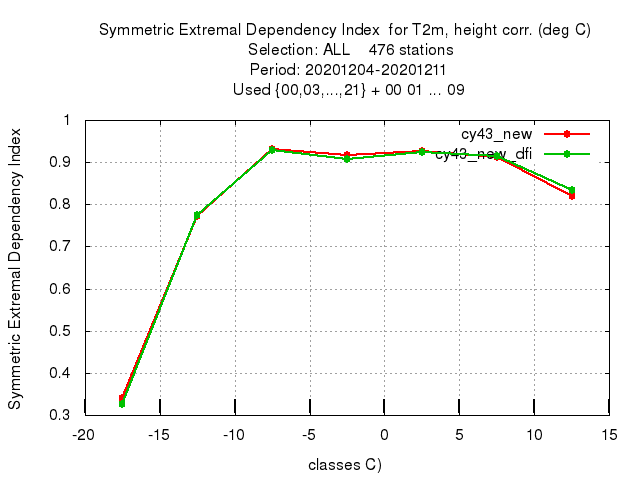 Symmetric Extremal Dependency Index  for T2m, height corr. (deg C)
Selection: ALL    476 stations
Period: 20201204-20201211
Used {00,03,...,21} + 00 01 ... 09
Symmetric Extremal Dependency Index
1
0.9
0.8
0.7
0.6
0.5
0.4
0.3
cy43_new
cy43_new_dfi
-20 -15 -10 -5 0 5 10 15
classes C)